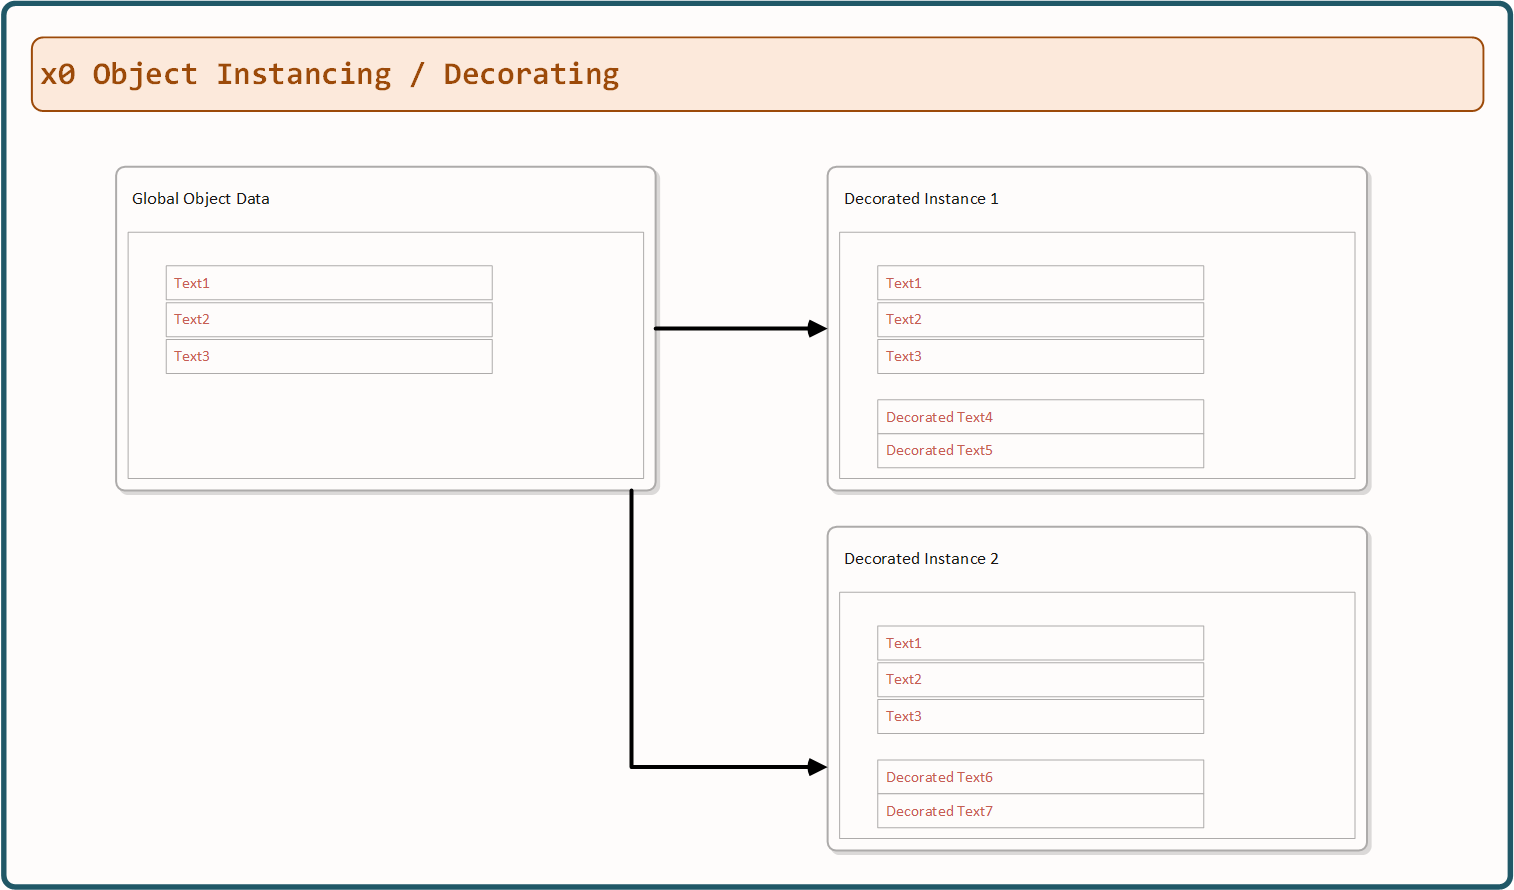 x0 Object Instancing / Decorating
Global Object Data
Text1
Text2
Text3
Decorated Instance 1
Text1
Text2
Text3
Decorated Text4
Decorated Text5
Decorated Instance 2
Text1
Text2
Text3
Decorated Text6
Decorated Text7